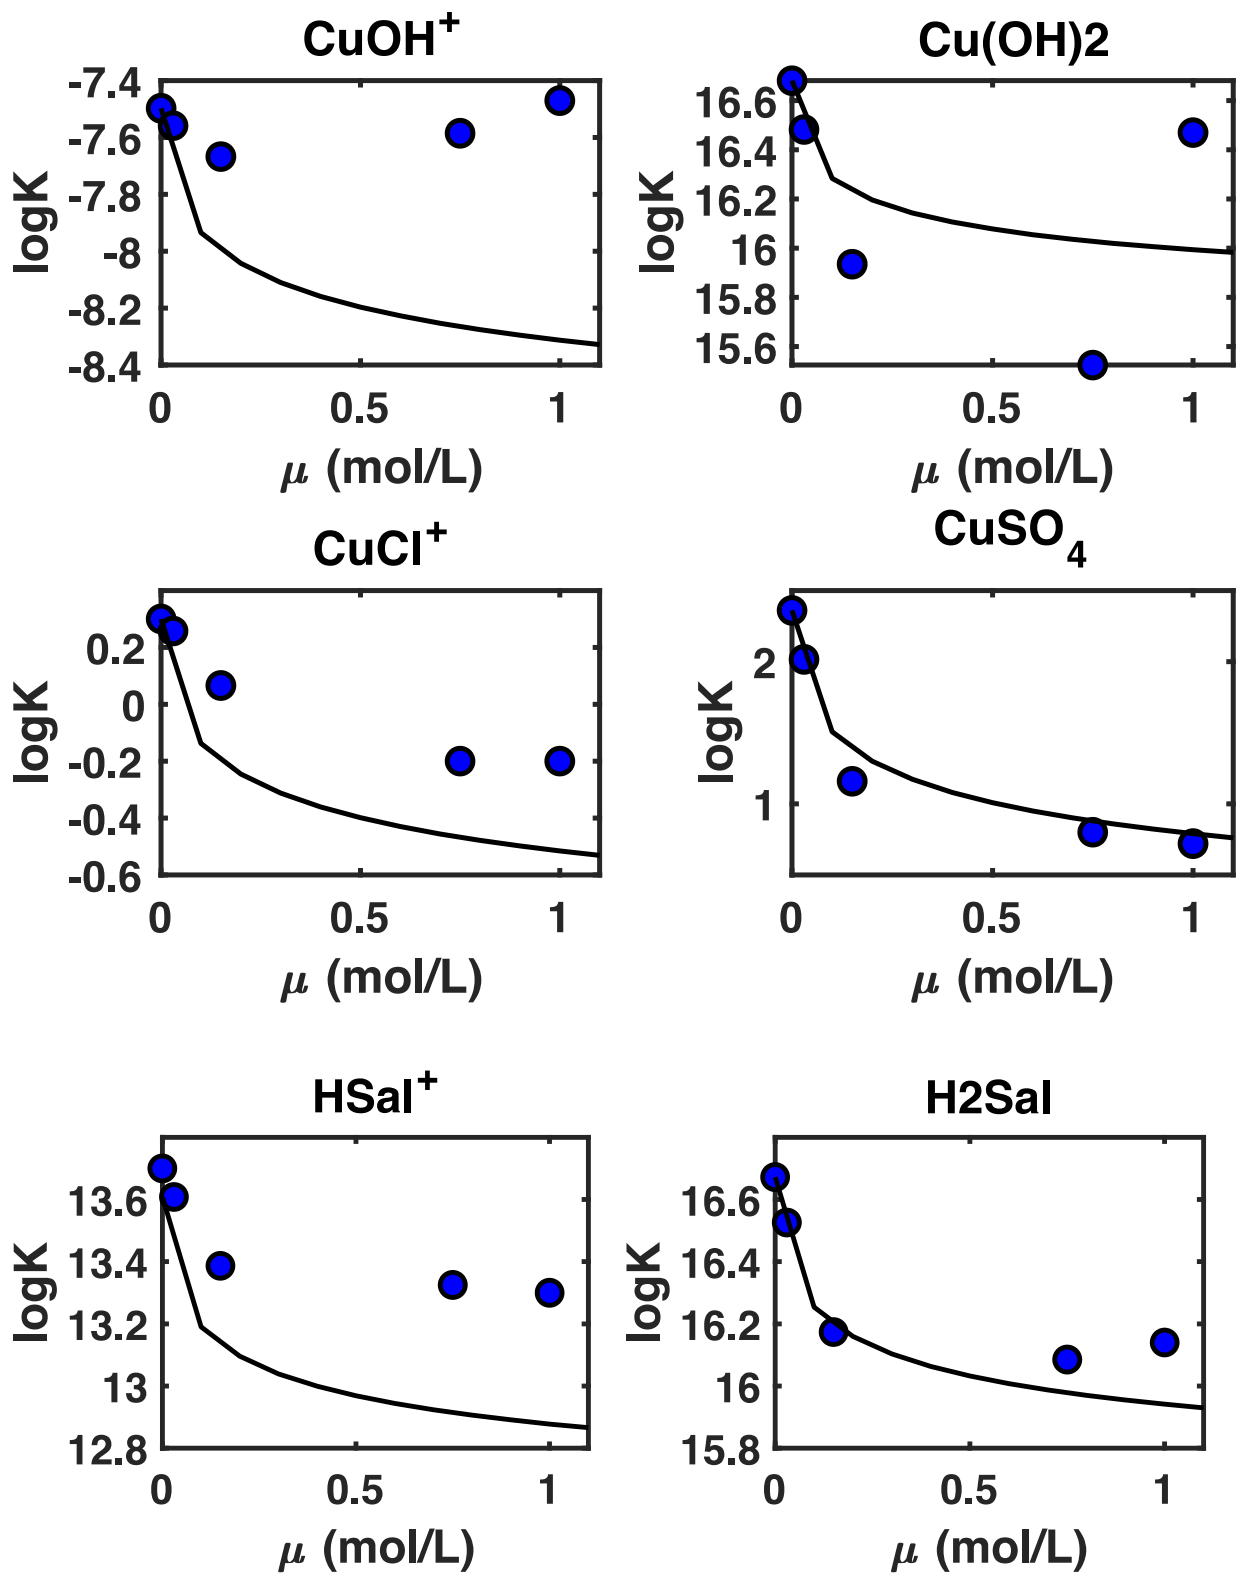 CuOH⁺
logK
-7.4
-7.6
-7.8
-8
-8.2
-8.4
0 0.5 1
μ (mol/L)
Cu(OH)2
logK
16.6
16.4
16.2
16
15.8
15.6
0 0.5 1
μ (mol/L)
CuCl⁺
logK
0.2
0
-0.2
-0.4
-0.6
0 0.5 1
μ (mol/L)
CuSO₄
logK
2
1
0 0.5 1
μ (mol/L)
HSal⁺
logK
13.6
13.4
13.2
13
12.8
0 0.5 1
μ (mol/L)
H2Sal
logK
16.6
16.4
16.2
16
15.8
0 0.5 1
μ (mol/L)